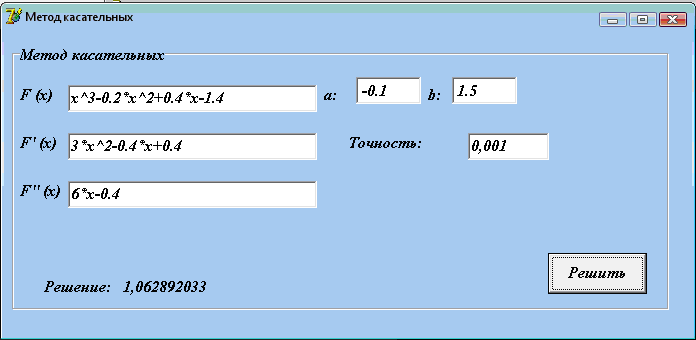 Метод касательных
Метод касательных
F (x) x^3-0.2*x^2+0.4*x-1.4 a: -0.1 b: 1.5
F' (x) 3*x^2-0.4*x+0.4 Точность: 0,001
F'' (x) 6*x-0.4
Решить
Решение: 1,062892033